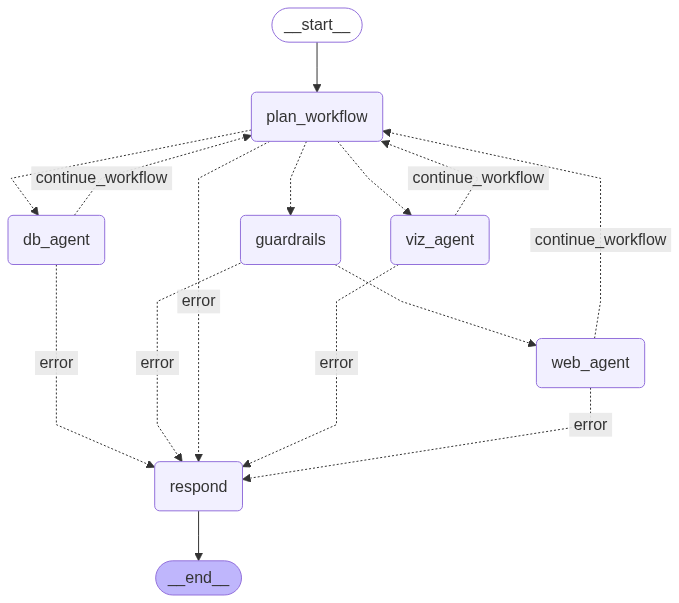 __start__
plan_workflow
continue_workflow
continue_workflow
db_agent
guardrails
viz_agent
continue_workflow
error
error
error
error
web_agent
error
respond
__end__